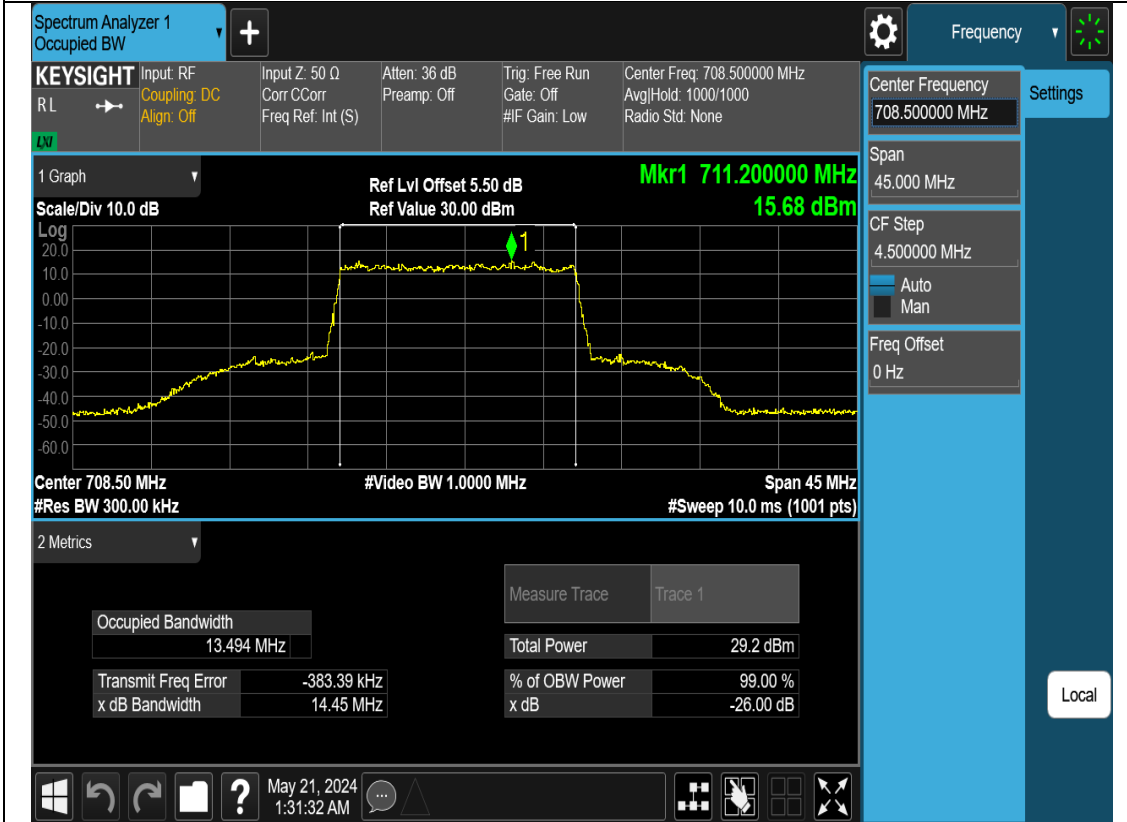 Spectrum Analyzer 1
Occupied BW
+
Frequency
KEYSIGHT
RL
LXI
Input: RF
Coupling: DC
Align: Off
Input Z: 50 Ω
Corr CCorr
Freq Ref: Int (S)
Atten: 36 dB
Preamp: Off
Trig: Free Run
Gate: Off
#IF Gain: Low
Center Freq: 708.500000 MHz
Avg|Hold: 1000/1000
Radio Std: None
Center Frequency
708.500000 MHz
Settings
Span
45.000 MHz
CF Step
4.500000 MHz
Auto
Man
Freq Offset
0 Hz
1 Graph
Scale/Div 10.0 dB
Ref Lvl Offset 5.50 dB
Ref Value 30.00 dBm
Mkr1 711.200000 MHz
15.68 dBm
Log
1
20.0
10.0
0.00
-10.0
-20.0
-30.0
-40.0
-50.0
-60.0
Center 708.50 MHz
#Video BW 1.0000 MHz
Span 45 MHz
#Res BW 300.00 kHz
#Sweep 10.0 ms (1001 pts)
2 Metrics
Measure Trace
Trace 1
Occupied Bandwidth
13.494 MHz
Total Power
29.2 dBm
Transmit Freq Error
-383.39 kHz
% of OBW Power
99.00 %
x dB Bandwidth
14.45 MHz
x dB
-26.00 dB
Local
?
May 21, 2024
1:31:32 AM